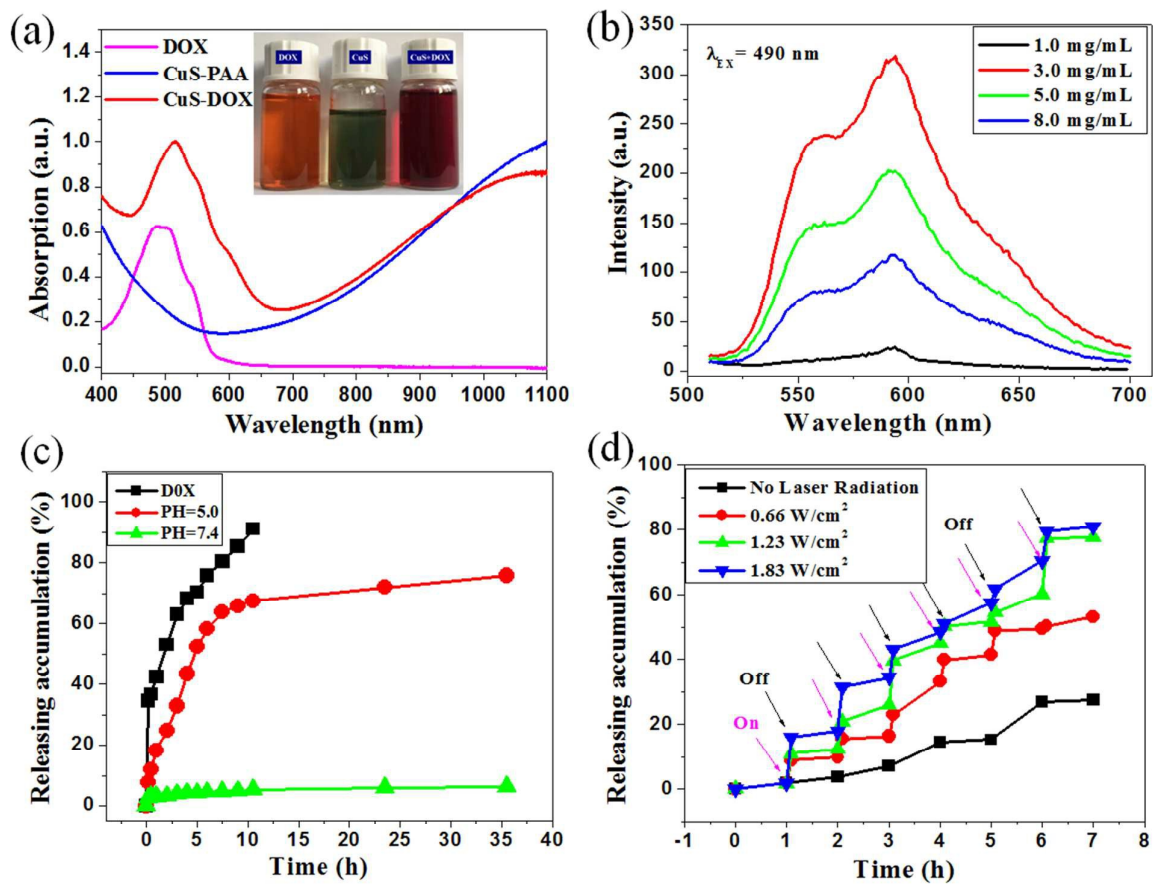 (a)
DOX
CuS-PAA
CuS-DOX
DOX
CuS
CuS+DOX
1.4
1.2
1.0
0.8
0.6
0.4
0.2
0.0
Absorption (a.u.)
400 500 600 700 800 900 1000 1100
Wavelength (nm)
(b)
λEX= 490 nm
1.0 mg/mL
3.0 mg/mL
5.0 mg/mL
8.0 mg/mL
350
300
250
200
150
100
50
0
Intensity (a.u.)
500 550 600 650 700
Wavelength (nm)
(c)
D0X
PH=5.0
PH=7.4
100
80
60
40
20
0
Releasing accumulation (%)
0 5 10 15 20 25 30 35 40
Time (h)
(d)
No Laser Radiation
0.66 W/cm²
1.23 W/cm²
1.83 W/cm²
Off
Off
On
100
80
60
40
20
0
Releasing accumulation (%)
-1 0 1 2 3 4 5 6 7 8
Time (h)